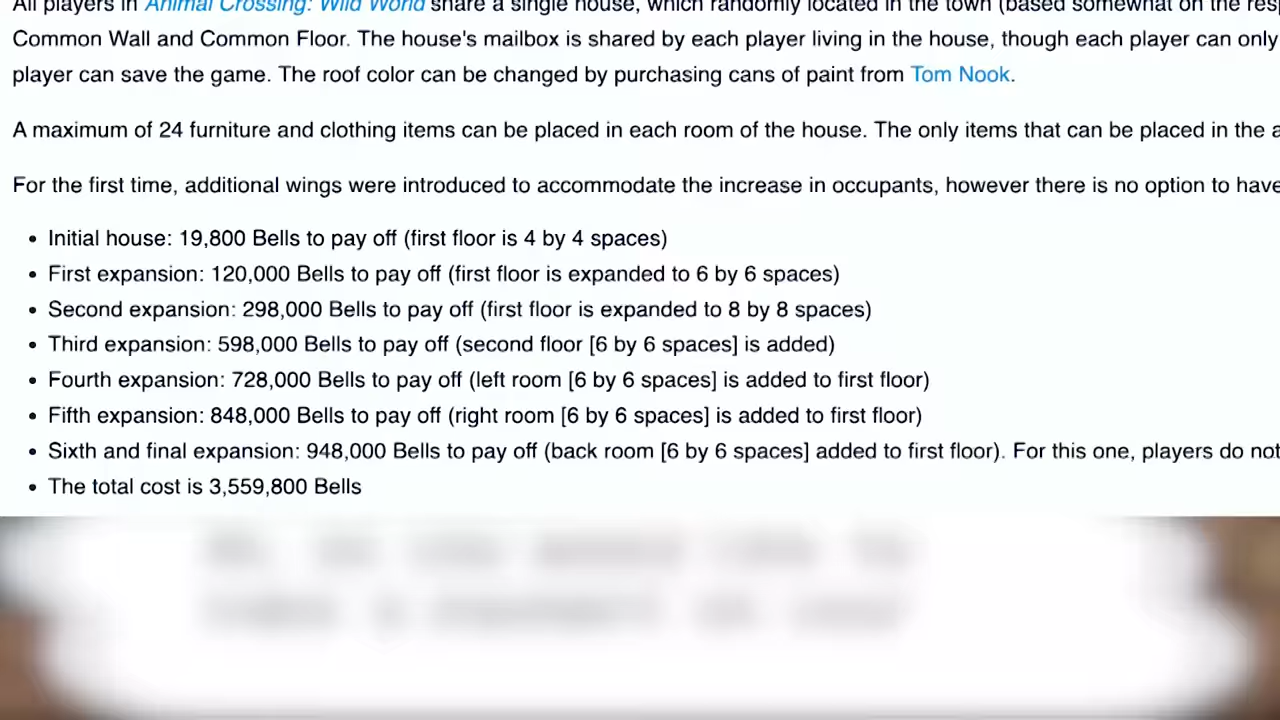 All players in Animal Crossing: Wild World share a single house, which randomly located in the town (based somewhat on the
Common Wall and Common Floor. The house's mailbox is shared by each player living in the house, though each player can only
player can save the game. The roof color can be changed by purchasing cans of paint from Tom Nook.
A maximum of 24 furniture and clothing items can be placed in each room of the house. The only items that can be placed in the a
For the first time, additional wings were introduced to accommodate the increase in occupants, however there is no option to have
• Initial house: 19,800 Bells to pay off (first floor is 4 by 4 spaces)
• First expansion: 120,000 Bells to pay off (first floor is expanded to 6 by 6 spaces)
• Second expansion: 298,000 Bells to pay off (first floor is expanded to 8 by 8 spaces)
• Third expansion: 598,000 Bells to pay off (second floor [6 by 6 spaces] is added)
• Fourth expansion: 728,000 Bells to pay off (left room [6 by 6 spaces] is added to first floor)
• Fifth expansion: 848,000 Bells to pay off (right room [6 by 6 spaces] is added to first floor)
• Sixth and final expansion: 948,000 Bells to pay off (back room [6 by 6 spaces] added to first floor). For this one, players do not
• The total cost is 3,559,800 Bells